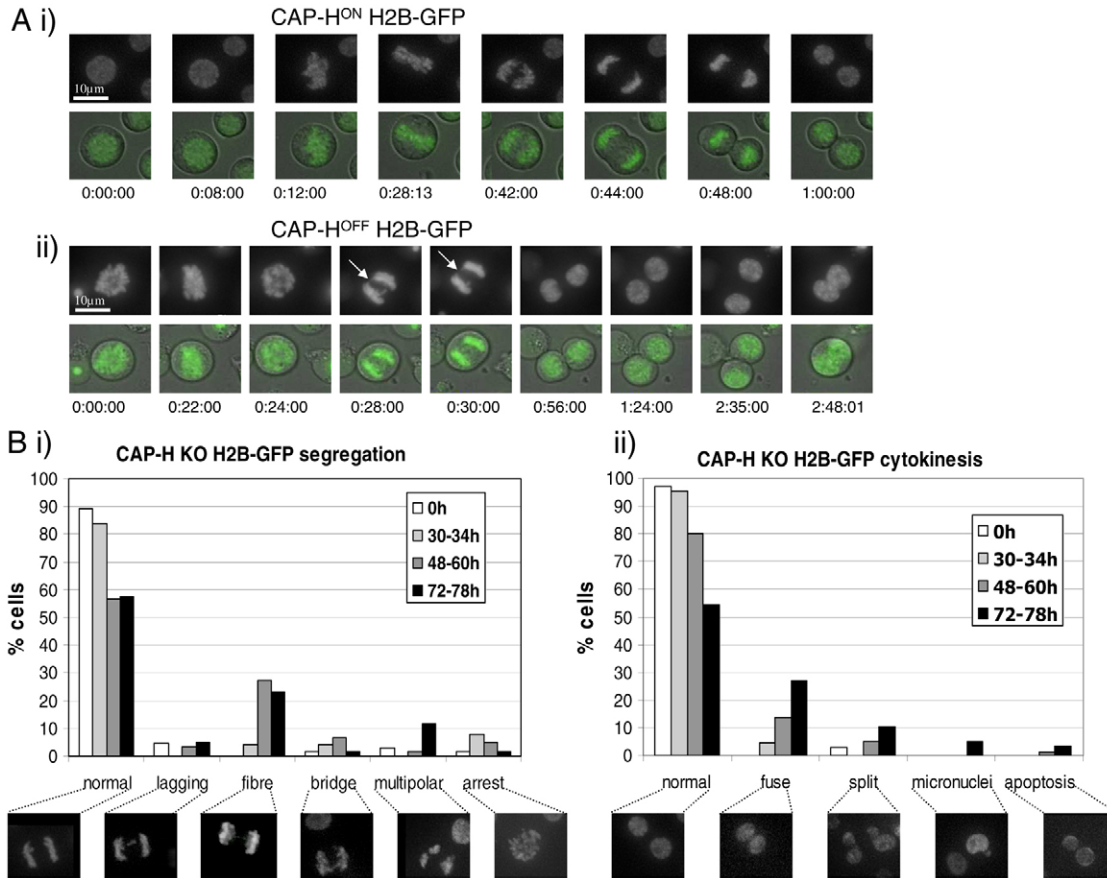 A i)
CAP-H^ON H2B-GFP
10µm
0:00:00 0:08:00 0:12:00 0:28:13 0:42:00 0:44:00 0:48:00 1:00:00
ii)
CAP-H^OFF H2B-GFP
10µm
0:00:00 0:22:00 0:24:00 0:28:00 0:30:00 0:56:00 1:24:00 2:35:00 2:48:01
B i)
CAP-H KO H2B-GFP segregation
% cells
100
90
80
70
60
50
40
30
20
10
0
0h
30-34h
48-60h
72-78h
normal lagging fibre bridge multipolar arrest
ii)
CAP-H KO H2B-GFP cytokinesis
% cells
100
90
80
70
60
50
40
30
20
10
0
0h
30-34h
48-60h
72-78h
normal fuse split micronuclei apoptosis